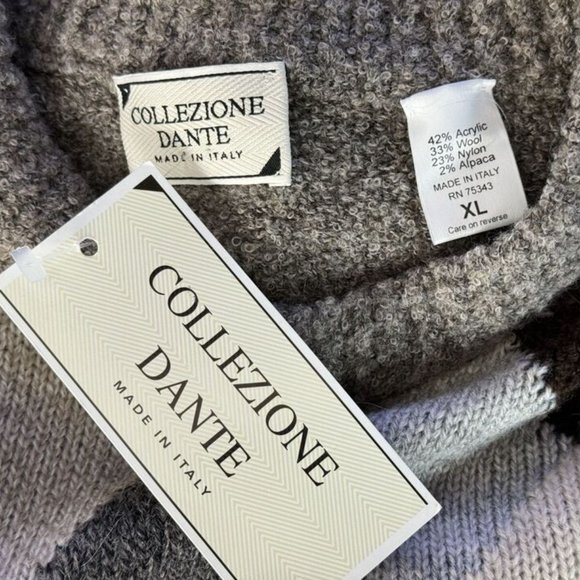 COLLEZIONE
DANTE
MADE IN ITALY
42% Acrylic
33% Wool
23% Nylon
2% Alpaca
MADE IN ITALY
RN 75343
XL
Care on reverse
COLLEZIONE
DANTE
MADE IN ITALY